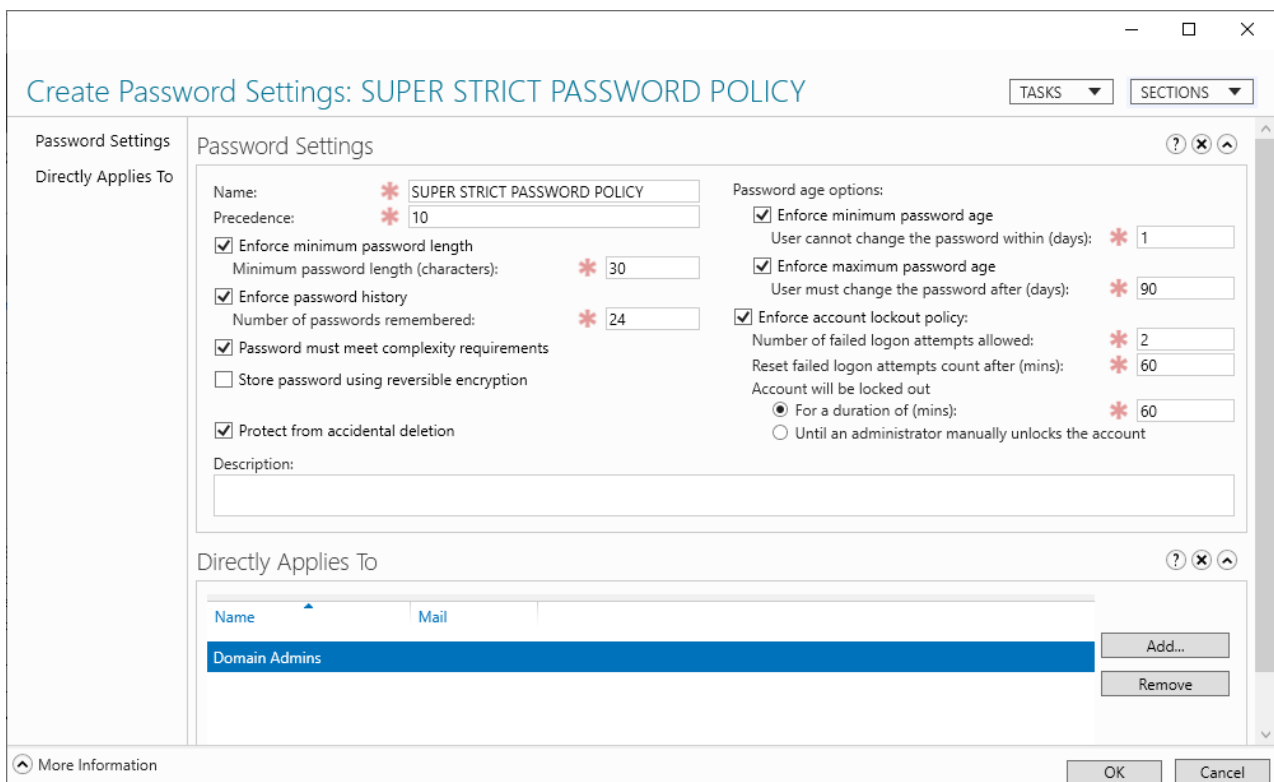 Create Password Settings: SUPER STRICT PASSWORD POLICY
TASKS
SECTIONS
Password Settings
Directly Applies To
Password Settings
Name: SUPER STRICT PASSWORD POLICY
Precedence: 10
Enforce minimum password length
Minimum password length (characters): 30
Enforce password history
Number of passwords remembered: 24
Password must meet complexity requirements
Store password using reversible encryption
Protect from accidental deletion
Password age options:
Enforce minimum password age
User cannot change the password within (days): 1
Enforce maximum password age
User must change the password after (days): 90
Enforce account lockout policy:
Number of failed logon attempts allowed: 2
Reset failed logon attempts count after (mins): 60
Account will be locked out
For a duration of (mins): 60
Until an administrator manually unlocks the account
Description:
Directly Applies To
Name Mail
Domain Admins
Add...
Remove
More Information
OK Cancel